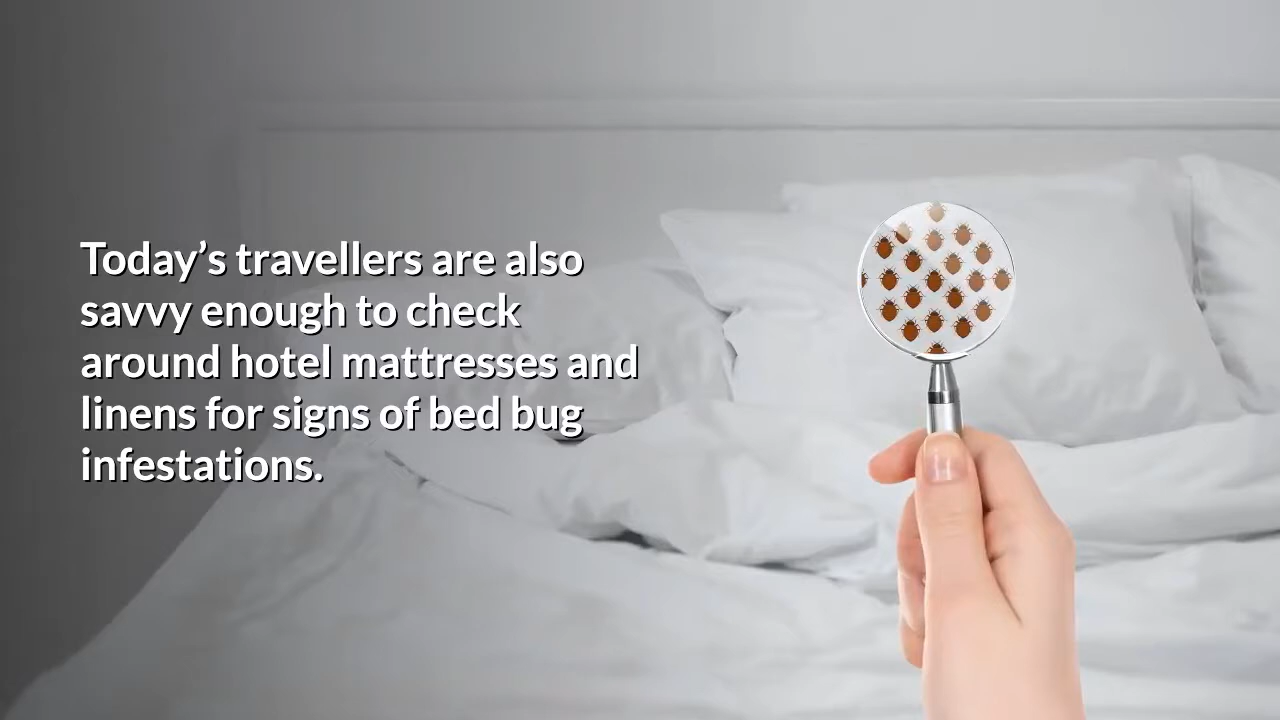 Today’s travellers are also
savvy enough to check
around hotel mattresses and
linens for signs of bed bug
infestations.